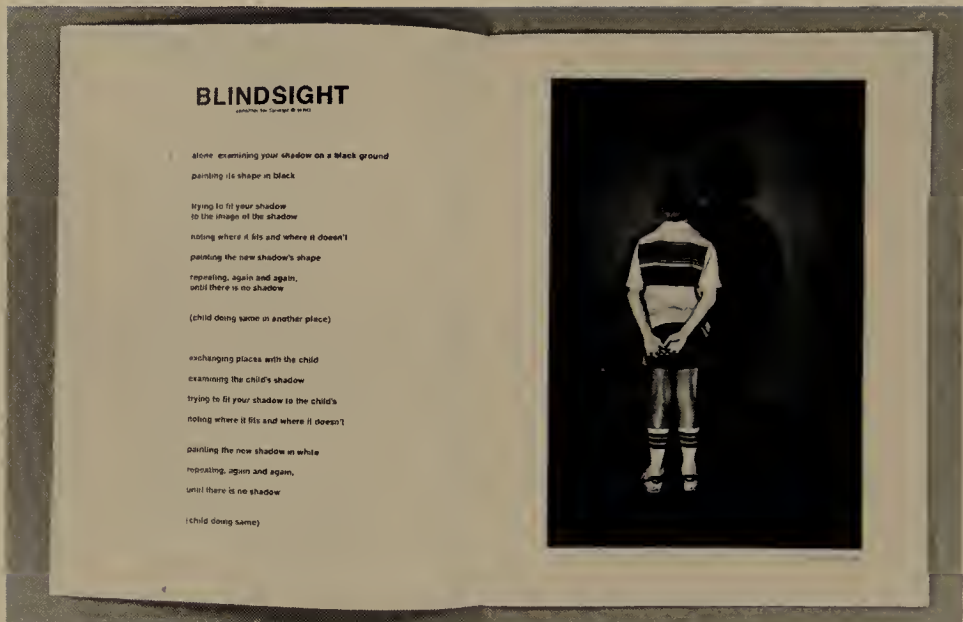 BLINDSIGHT
alone examining your shadow on a black ground
painting its shape in black
trying to fit your shadow
to the image of the shadow
noting where it fits and where it doesn't
painting the new shadow's shape
repeating, again and again,
until there is no shadow
(child doing same in another place)
exchanging places with the child
examining the child's shadow
trying to fit your shadow to the child's
noting where it fits and where it doesn't
painting the new shadow in white
repeating, again and again,
until there is no shadow
(child doing same)